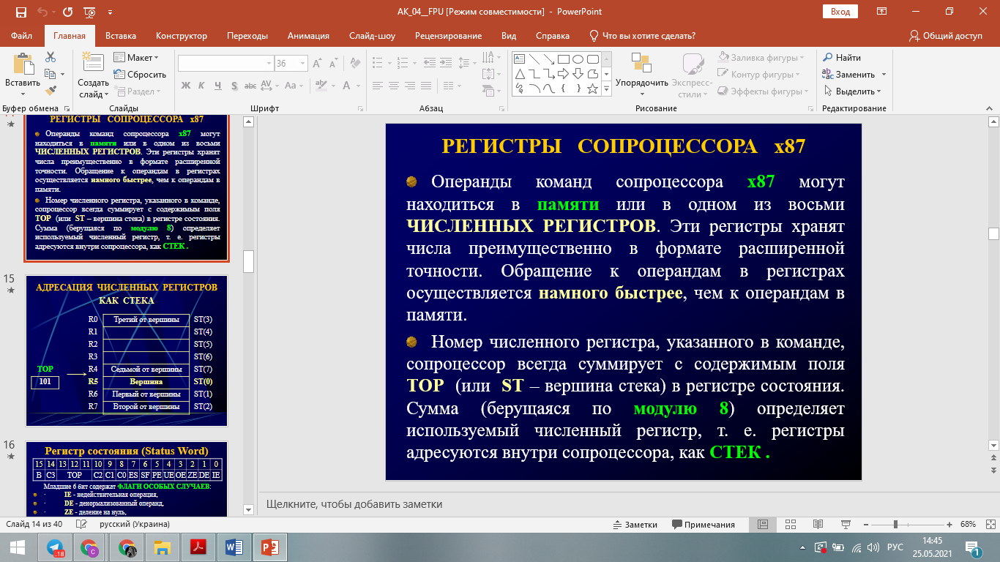 AK_04__FPU [Режим совместимости] - PowerPoint
Вход
Файл Главная Вставка Конструктор Переходы Анимация Слайд-шоу Рецензирование Вид Справка Что вы хотите сделать? Общий доступ
Вставить
Создать слайд
Макет
Сбросить
Раздел
36
Ж К Ч S abc AV Aa A
Упорядочить
Экспресс-стили
Заливка фигуры
Контур фигуры
Эффекты фигуры
Найти
Заменить
Выделить
Буфер обмена Слайды Шрифт Абзац Рисование Редактирование
РЕГИСТРЫ СОПРОЦЕССОРА x87
Операнды команд сопроцессора x87 могут
находиться в памяти или в одном из восьми
ЧИСЛЕННЫХ РЕГИСТРОВ. Эти регистры хранят
числа преимущественно в формате расширенной
точности. Обращение к операндам в регистрах
осуществляется намного быстрее, чем к операндам в
памяти.
Номер численного регистра, указанного в команде,
сопроцессор всегда суммирует с содержимым поля
TOP (или ST – вершина стека) в регистре состояния.
Сумма (берущаяся по модулю 8) определяет
используемый численный регистр, т. е. регистры
адресуются внутри сопроцессора, как СТЕК .
15
АДРЕСАЦИЯ ЧИСЛЕННЫХ РЕГИСТРОВ
КАК СТЕКА
R0 Третий от вершины ST(3)
R1 ST(4)
R2 ST(5)
R3 ST(6)
TOP R4 Седьмой от вершины ST(7)
101 R5 Вершина ST(0)
R6 Первый от вершины ST(1)
R7 Второй от вершины ST(2)
16
Регистр состояния (Status Word)
15 14 13 12 11 10 9 8 7 6 5 4 3 2 1 0
B C3 TOP C2 C1 C0 ES SF PE UE OE ZE DE IE
Младшие 6 бит содержат ФЛАГИ ОСОБЫХ СЛУЧАЕВ:
· IE - недействительная операция,
· DE - денормализованный операнд,
· ZE - деление на нуль,
РЕГИСТРЫ СОПРОЦЕССОРА x87
Операнды команд сопроцессора x87 могут
находиться в памяти или в одном из восьми
ЧИСЛЕННЫХ РЕГИСТРОВ. Эти регистры хранят
числа преимущественно в формате расширенной
точности. Обращение к операндам в регистрах
осуществляется намного быстрее, чем к операндам в
памяти.
Номер численного регистра, указанного в команде,
сопроцессор всегда суммирует с содержимым поля
TOP (или ST – вершина стека) в регистре состояния.
Сумма (берущаяся по модулю 8) определяет
используемый численный регистр, т. е. регистры
адресуются внутри сопроцессора, как СТЕК .
Щелкните, чтобы добавить заметки
Слайд 14 из 40 русский (Украина) Заметки Примечания 68%
18 РУС 14:45
25.05.2021 1